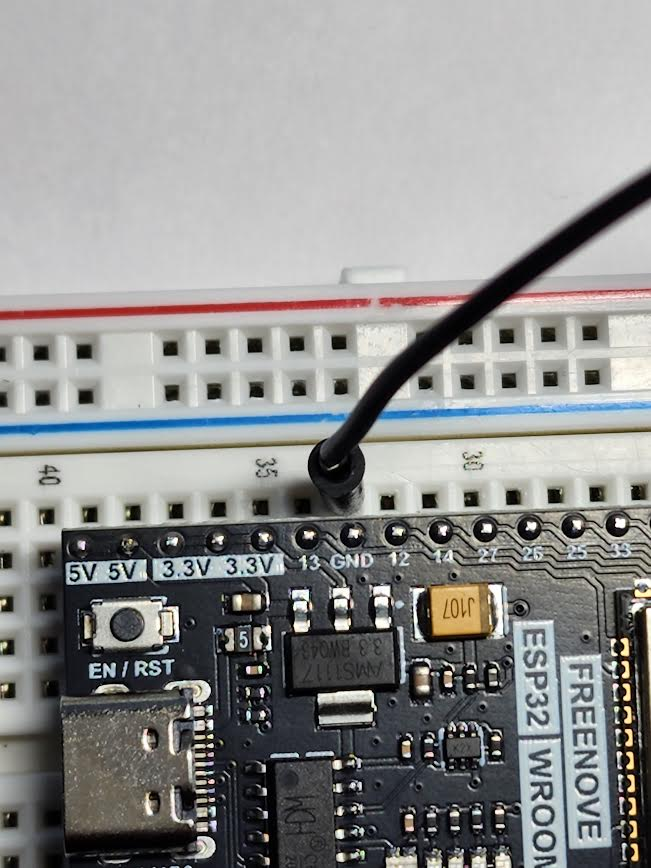 40
35
30
5V 5V 3.3V 3.3V 13 GND 12 14 27 26 25 33
EN / RST
5
AMS1117
3.3
J107
ESP32 WROOM
FREENOVE